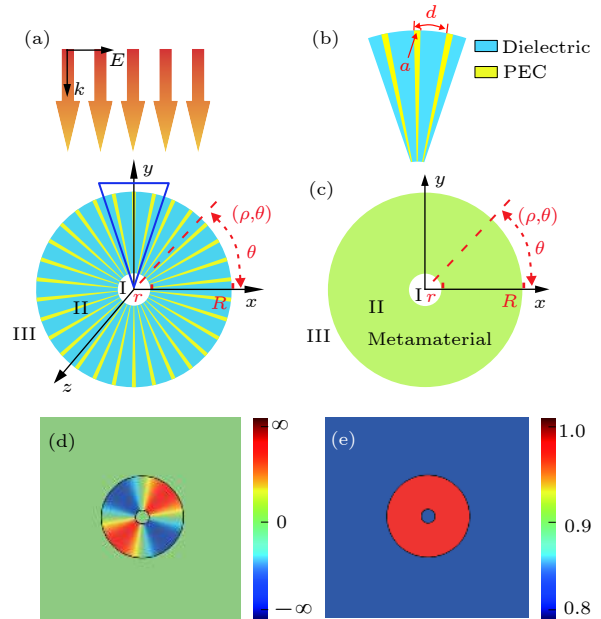 (a)
E
k
y
(ρ,θ)
θ
I
r
II
R
x
III
z
(b)
d
a
Dielectric
PEC
(c)
y
(ρ,θ)
θ
I
r
R
x
II
III
Metamaterial
(d)
∞
0
−∞
(e)
1.0
0.9
0.8